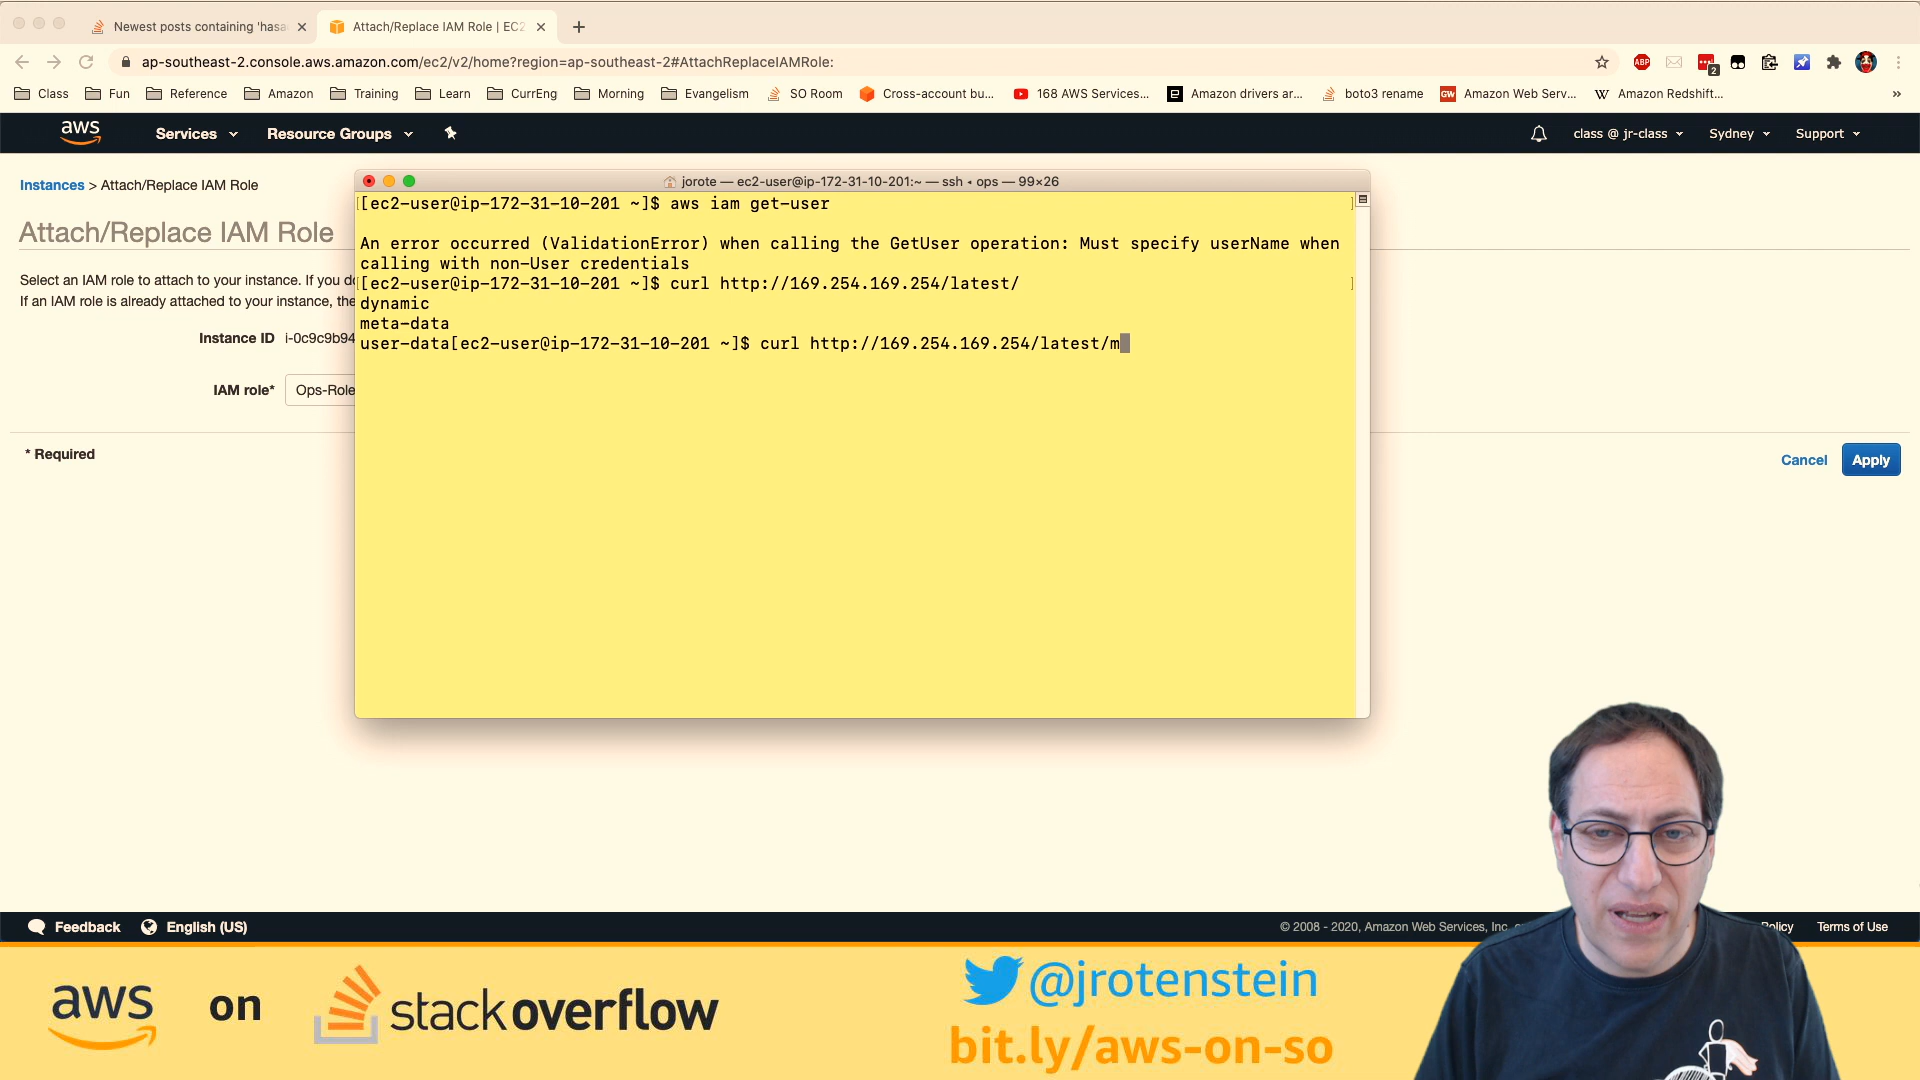 Newest posts containing 'hasa
Attach/Replace IAM Role | EC2
ap-southeast-2.console.aws.amazon.com/ec2/v2/home?region=ap-southeast-2#AttachReplaceIAMRole:
ABP
2
Class Fun Reference Amazon Training Learn CurrEng Morning Evangelism SO Room Cross-account bu... 168 AWS Services... Amazon drivers ar... boto3 rename GW Amazon Web Serv... W Amazon Redshift... »
aws Services Resource Groups class @ jr-class Sydney Support
Instances > Attach/Replace IAM Role
jorote — ec2-user@ip-172-31-10-201:~ — ssh ◂ ops — 99×26
[ec2-user@ip-172-31-10-201 ~]$ aws iam get-user
An error occurred (ValidationError) when calling the GetUser operation: Must specify userName when
calling with non-User credentials
[ec2-user@ip-172-31-10-201 ~]$ curl http://169.254.169.254/latest/
dynamic
meta-data
user-data[ec2-user@ip-172-31-10-201 ~]$ curl http://169.254.169.254/latest/m
Attach/Replace IAM Role
Select an IAM role to attach to your instance. If you do
If an IAM role is already attached to your instance, the
Instance ID i-0c9c9b94
IAM role* Ops-Role
* Required
Cancel Apply
Feedback English (US)
© 2008 - 2020, Amazon Web Services, Inc. Policy Terms of Use
aws on stackoverflow
@jrotenstein
bit.ly/aws-on-so